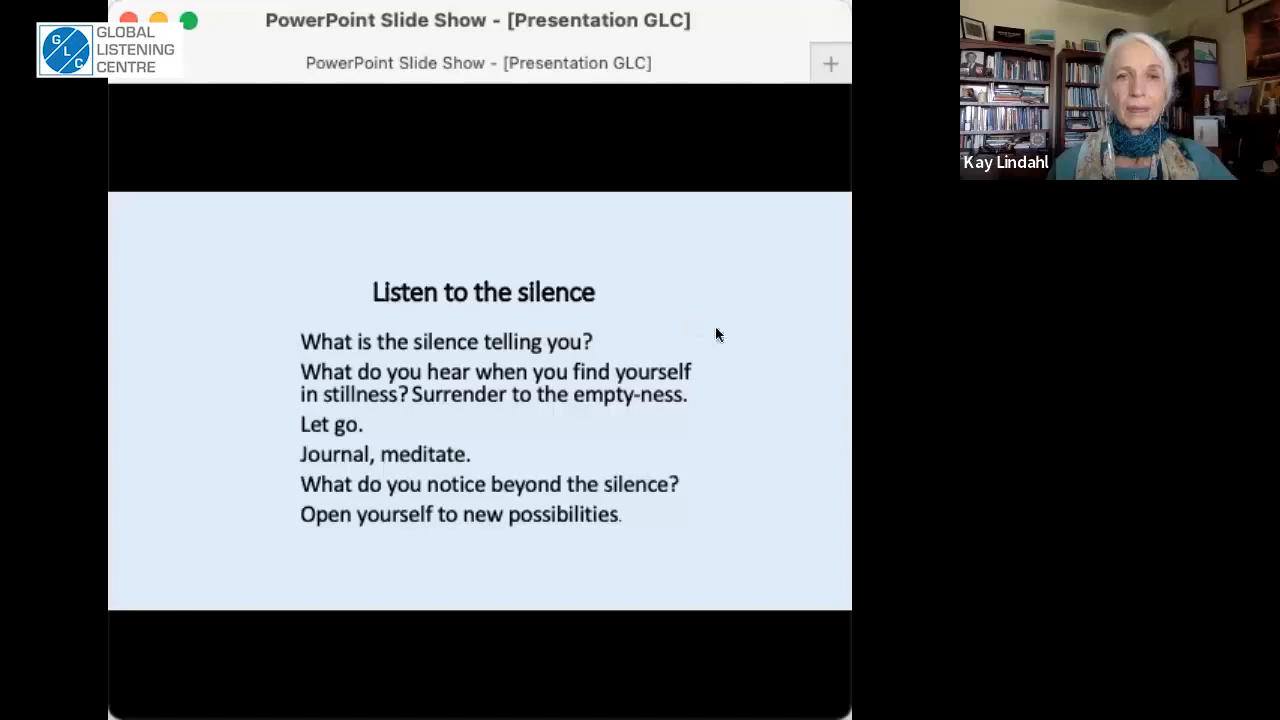 PowerPoint Slide Show - [Presentation GLC]
GLC
GLOBAL
LISTENING
CENTRE
PowerPoint Slide Show - [Presentation GLC]
Kay Lindahl
Listen to the silence
What is the silence telling you?
What do you hear when you find yourself
in stillness? Surrender to the empty-ness.
Let go.
Journal, meditate.
What do you notice beyond the silence?
Open yourself to new possibilities.